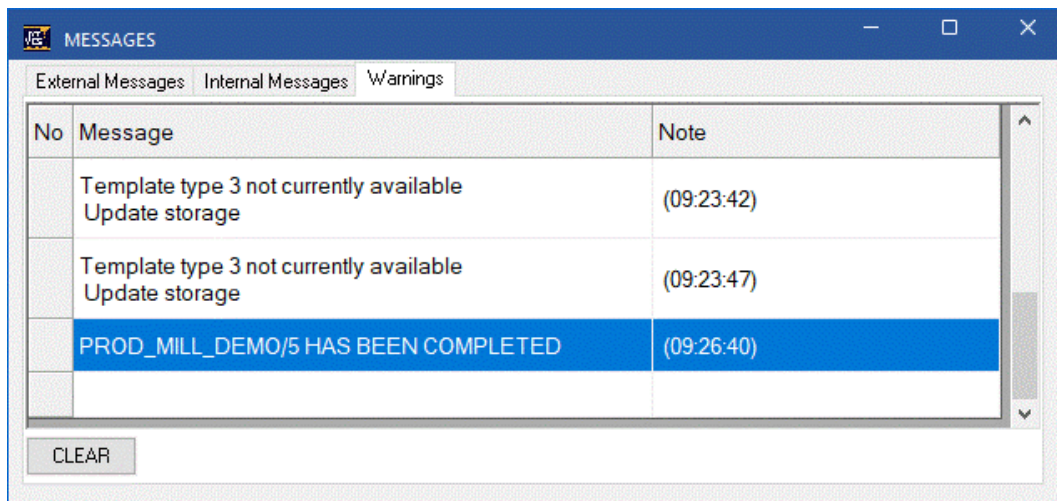 MESSAGES
External Messages Internal Messages Warnings
No Message Note
Template type 3 not currently available
Update storage
(09:23:42)
Template type 3 not currently available
Update storage
(09:23:47)
PROD_MILL_DEMO/5 HAS BEEN COMPLETED (09:26:40)
CLEAR